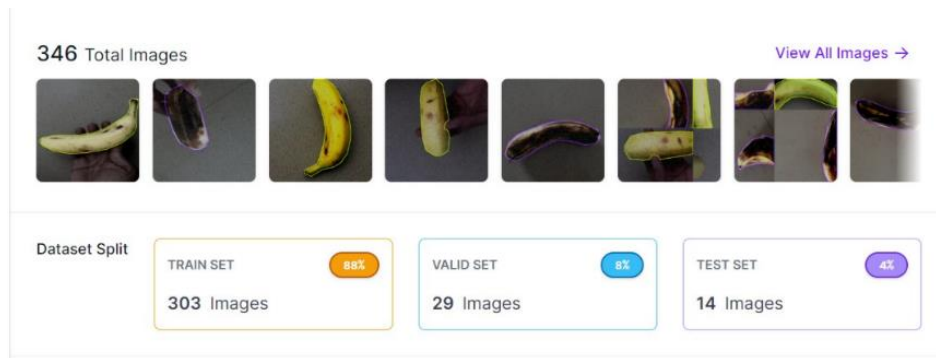 346 Total Images
View All Images →
Dataset Split
TRAIN SET
88%
303 Images
VALID SET
8%
29 Images
TEST SET
4%
14 Images